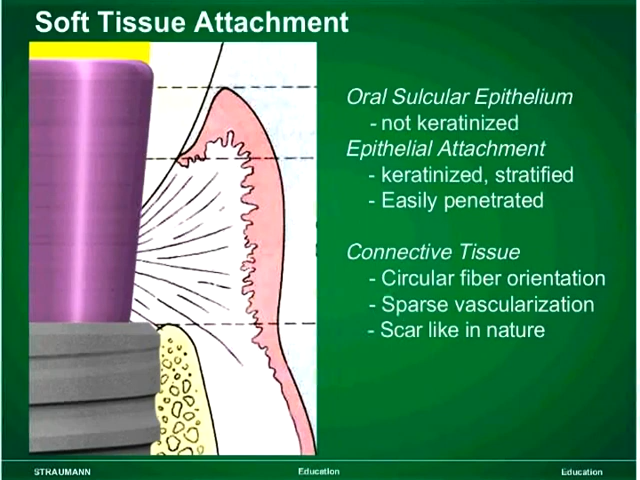 Soft Tissue Attachment
Oral Sulcular Epithelium
- not keratinized
Epithelial Attachment
- keratinized, stratified
- Easily penetrated
Connective Tissue
- Circular fiber orientation
- Sparse vascularization
- Scar like in nature
STRAUMANN
Education
Education